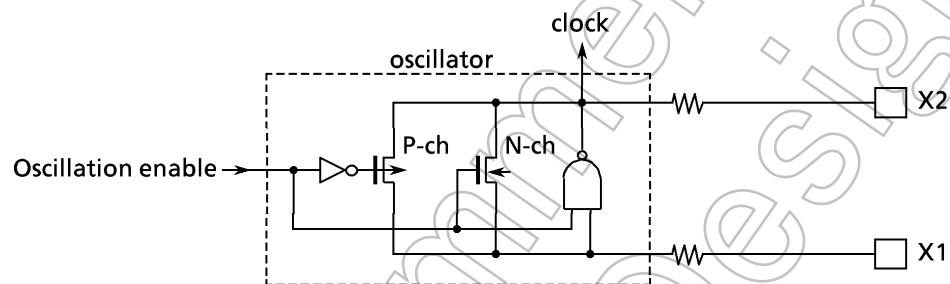 clock
oscillator
X2
P-ch
N-ch
Oscillation enable
X1